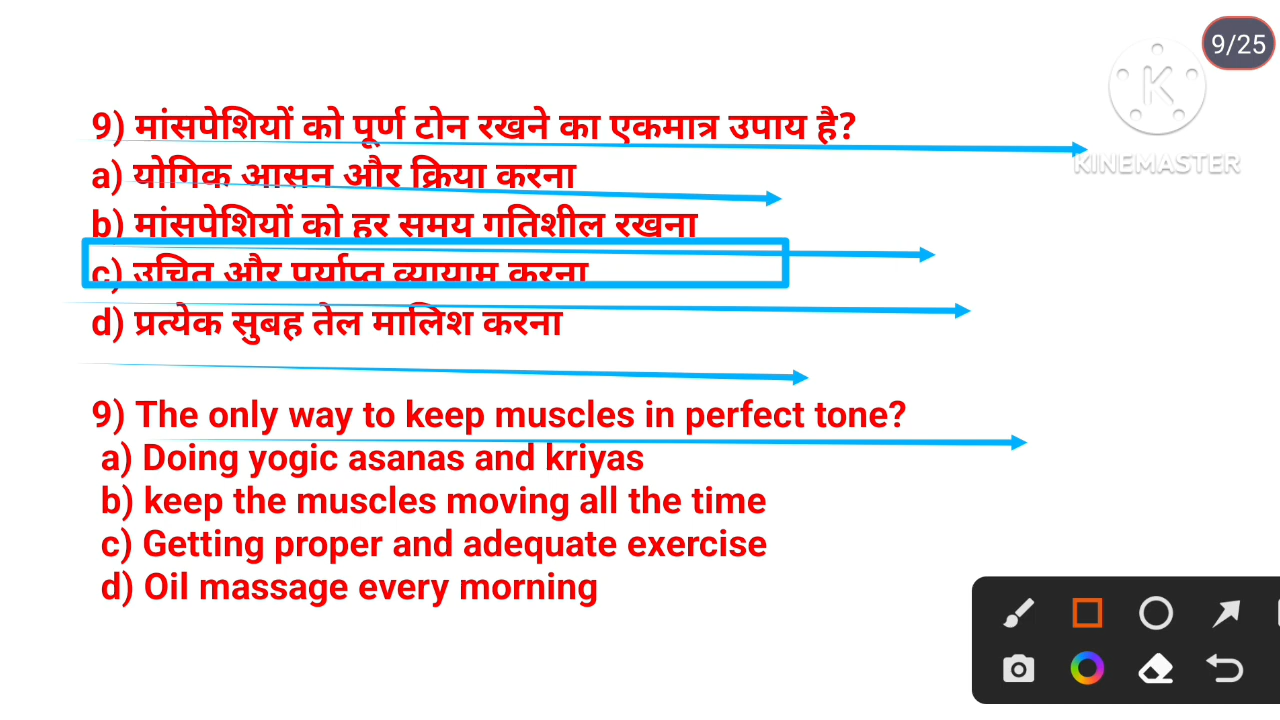 9/25
KINEMASTER
9) मांसपेशियों को पूर्ण टोन रखने का एकमात्र उपाय है?
a) योगिक आसन और क्रिया करना
b) मांसपेशियों को हर समय गतिशील रखना
c) उचित और पर्याप्त व्यायाम करना
d) प्रत्येक सुबह तेल मालिश करना
9) The only way to keep muscles in perfect tone?
a) Doing yogic asanas and kriyas
b) keep the muscles moving all the time
c) Getting proper and adequate exercise
d) Oil massage every morning